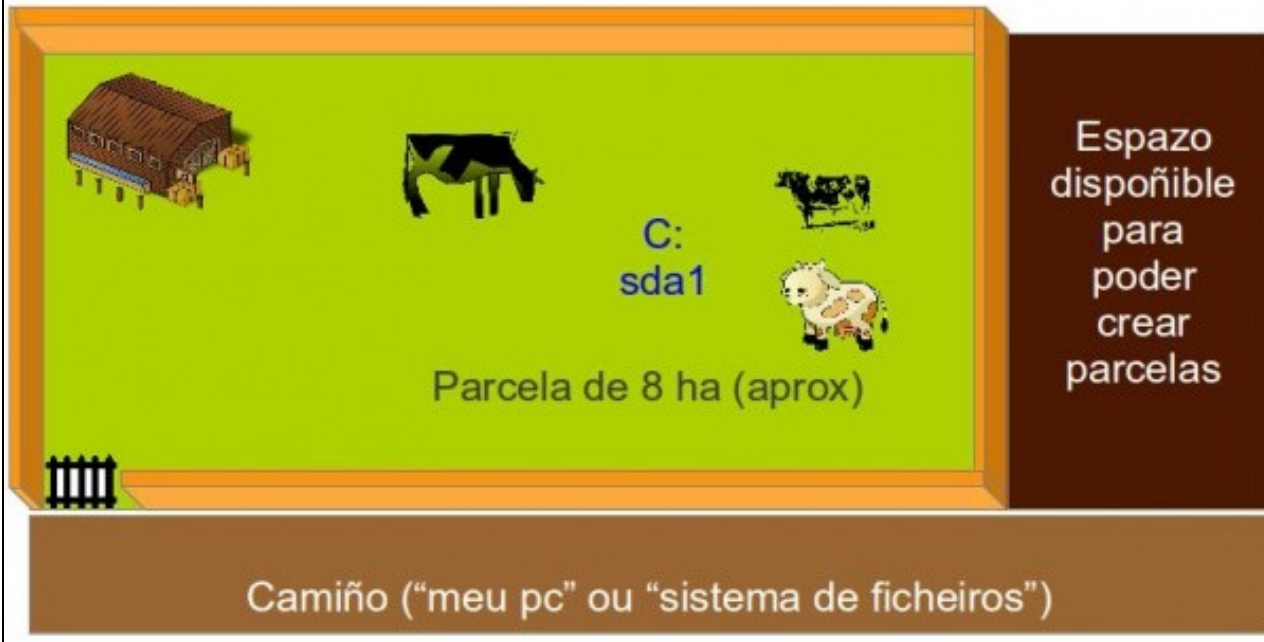 C:
sda1
Parcela de 8 ha (aprox)
Espazo
dispoñible
para
poder
crear
parcelas
Camiño (“meu pc” ou “sistema de ficheiros”)